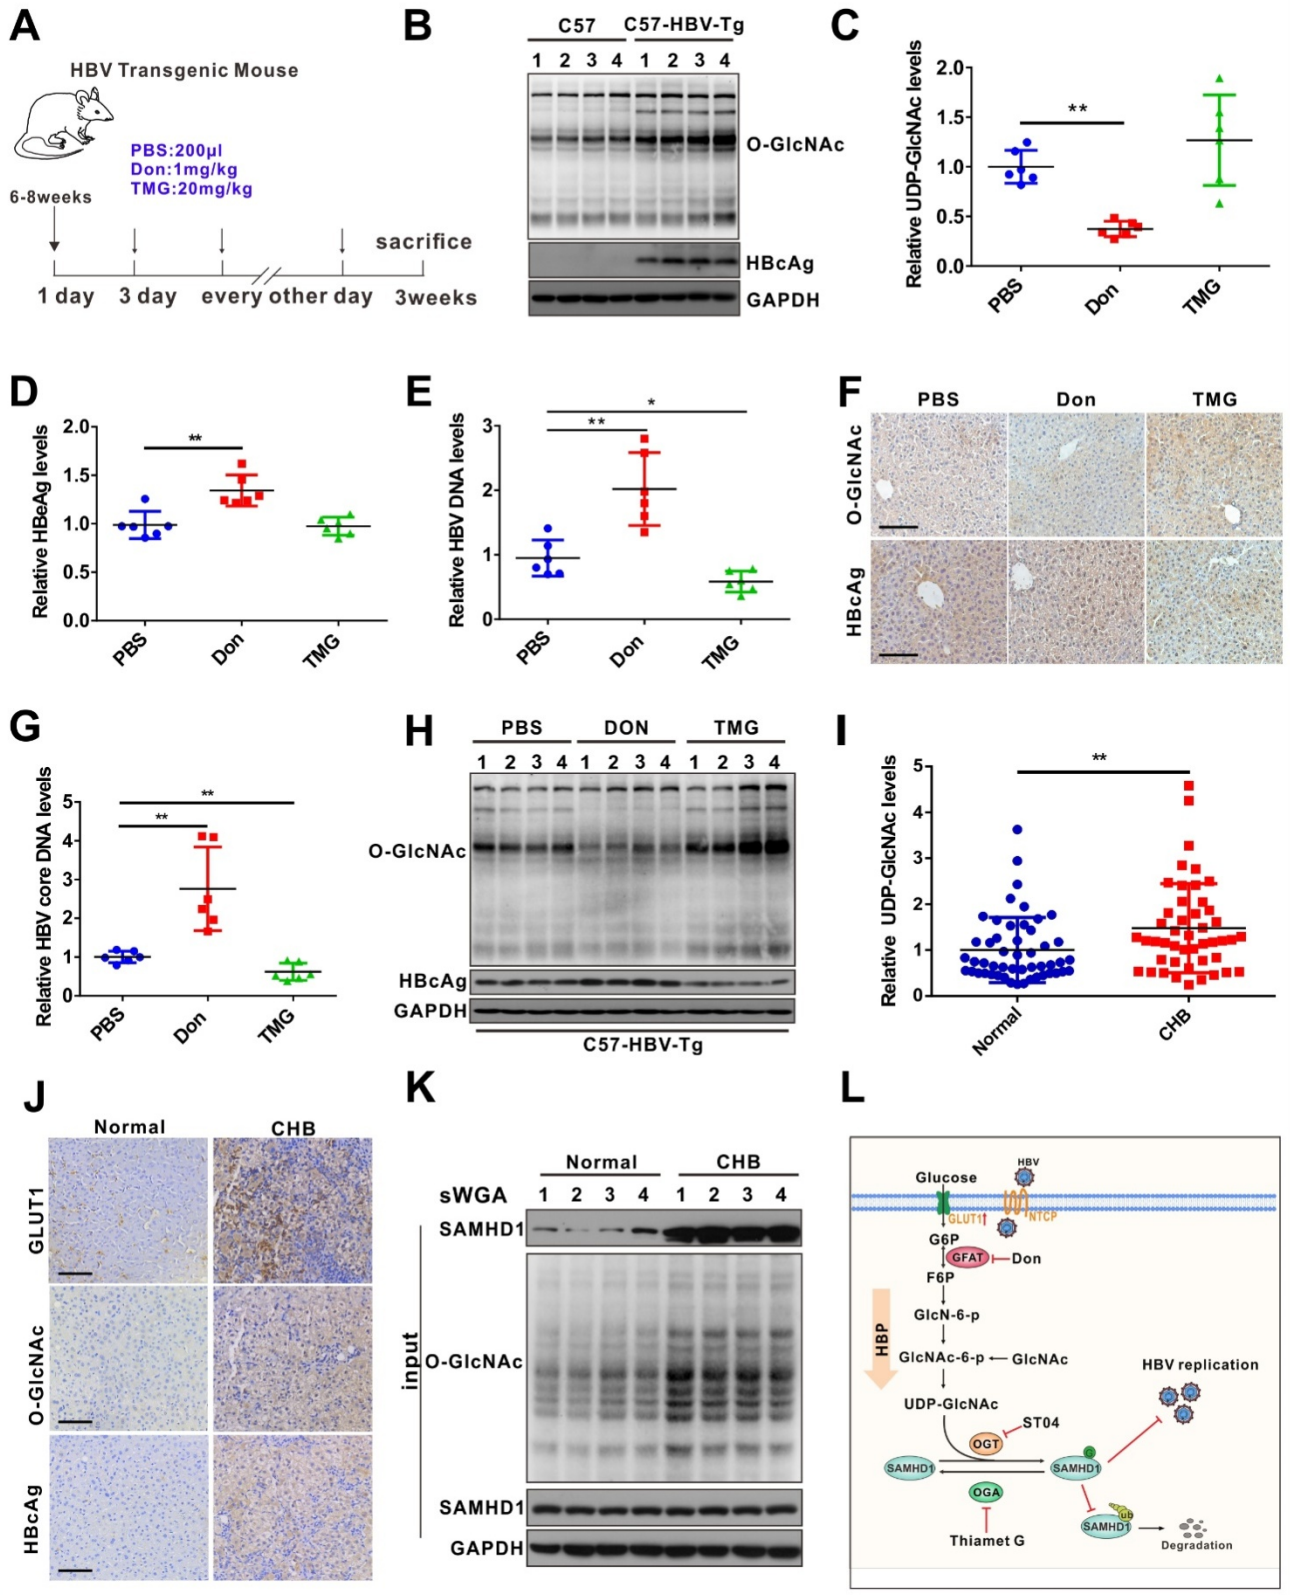 A
HBV Transgenic Mouse
PBS:200μl
Don:1mg/kg
TMG:20mg/kg
6-8weeks
sacrifice
1 day 3 day every other day 3weeks
B
C57 C57-HBV-Tg
1 2 3 4 1 2 3 4
O-GlcNAc
HBcAg
GAPDH
C
Relative UDP-GlcNAc levels
2.0
1.5
1.0
0.5
0.0
**
PBS Don TMG
D
Relative HBeAg levels
2.0
1.5
1.0
0.5
0.0
**
PBS Don TMG
E
Relative HBV DNA levels
3
2
1
0
*
**
PBS Don TMG
F
PBS Don TMG
O-GlcNAc
HBcAg
G
Relative HBV core DNA levels
5
4
3
2
1
0
**
**
PBS Don TMG
H
PBS DON TMG
1 2 3 4 1 2 3 4 1 2 3 4
O-GlcNAc
HBcAg
GAPDH
C57-HBV-Tg
I
Relative UDP-GlcNAc levels
5
4
3
2
1
0
**
Normal CHB
J
Normal CHB
GLUT1
O-GlcNAc
HBcAg
K
Normal CHB
sWGA 1 2 3 4 1 2 3 4
SAMHD1
input
O-GlcNAc
SAMHD1
GAPDH
L
HBV
Glucose
GLUT1
NTCP
G6P
GFAT Don
F6P
GlcN-6-p
HBP
GlcNAc-6-p GlcNAc
HBV replication
UDP-GlcNAc
ST04
OGT
G
SAMHD1 SAMHD1
OGA
ub
SAMHD1
Thiamet G
Degradation